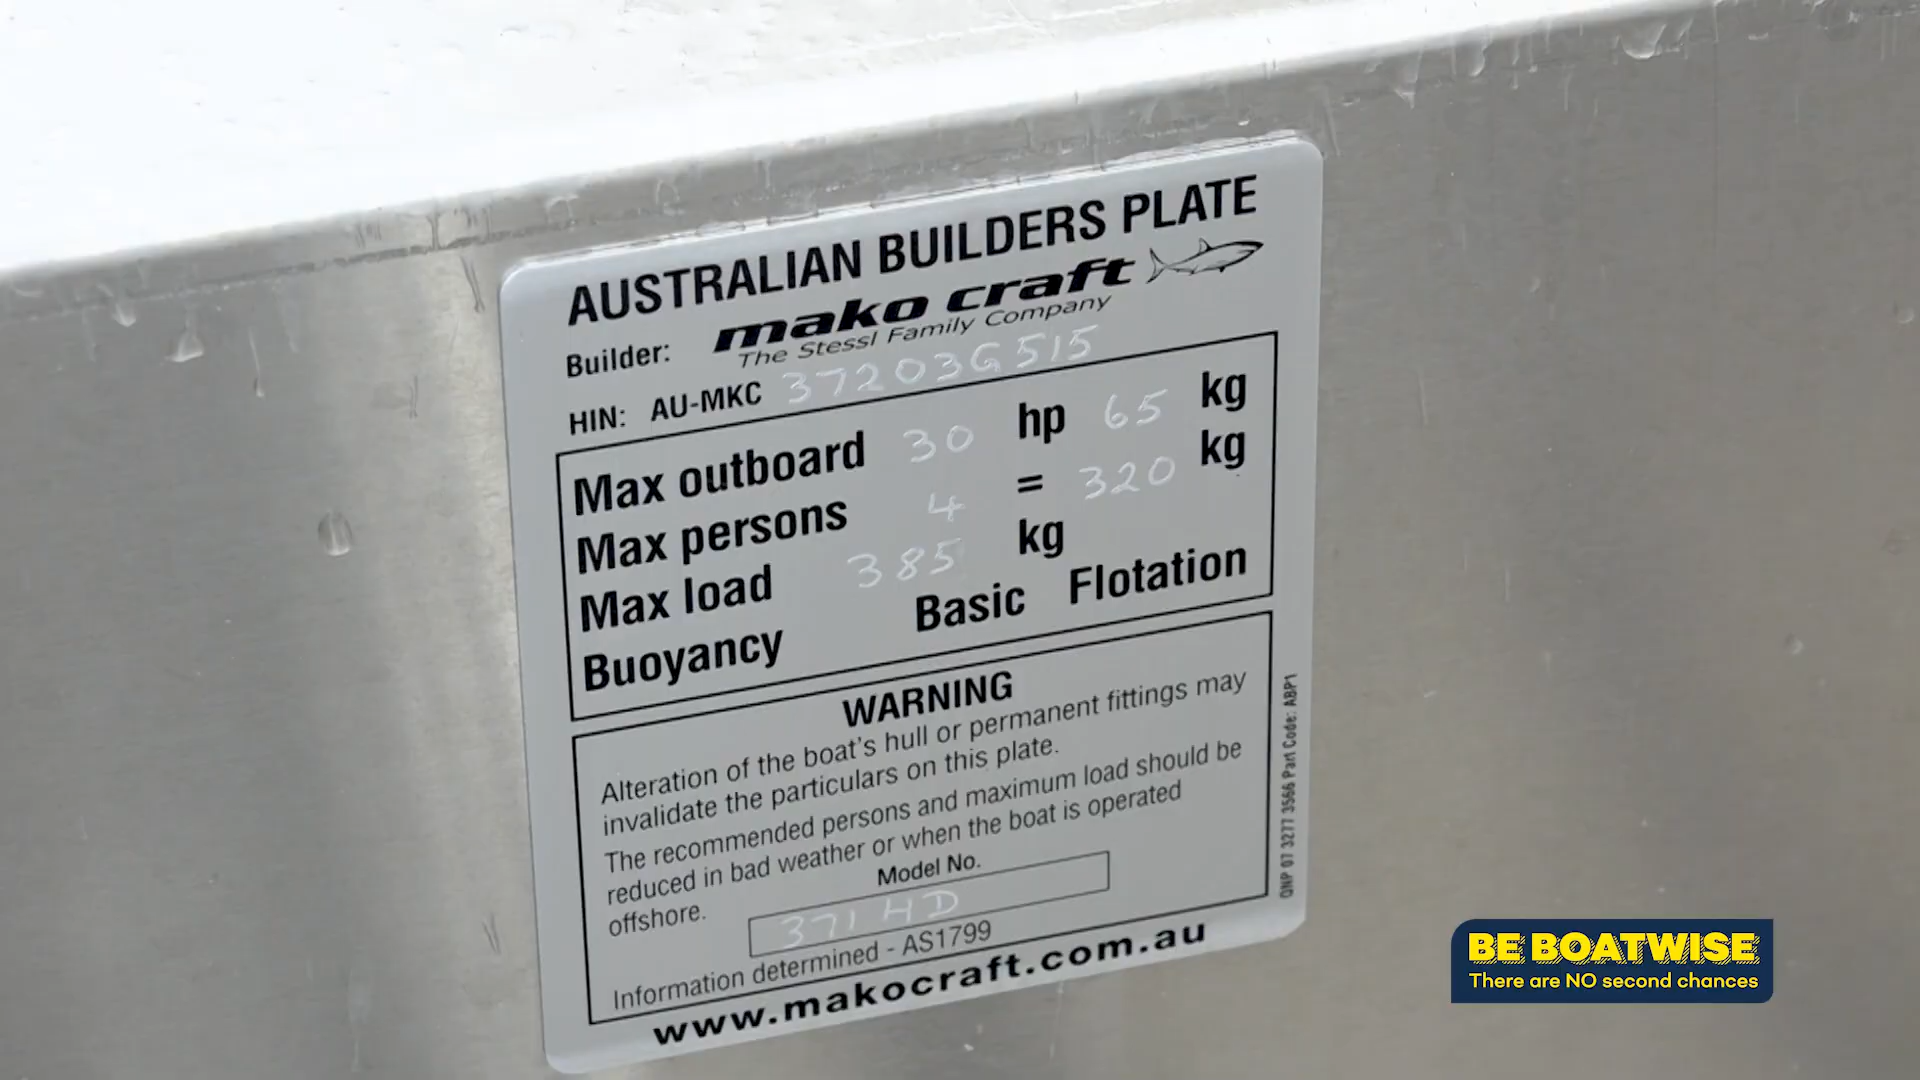 AUSTRALIAN BUILDERS PLATE
Builder: mako craft
The Stessl Family Company
HIN: AU-MKC 37203G515
Max outboard 30 hp 65 kg
Max persons 4 = 320 kg
Max load 385 kg
Buoyancy Basic Flotation
WARNING
Alteration of the boat's hull or permanent fittings may
invalidate the particulars on this plate.
The recommended persons and maximum load should be
reduced in bad weather or when the boat is operated
offshore.
Model No.
371 HD
Information determined - AS1799
www.makocraft.com.au
QNP 07 3277 3566 Part Code: ABP1
BE BOATWISE
There are NO second chances